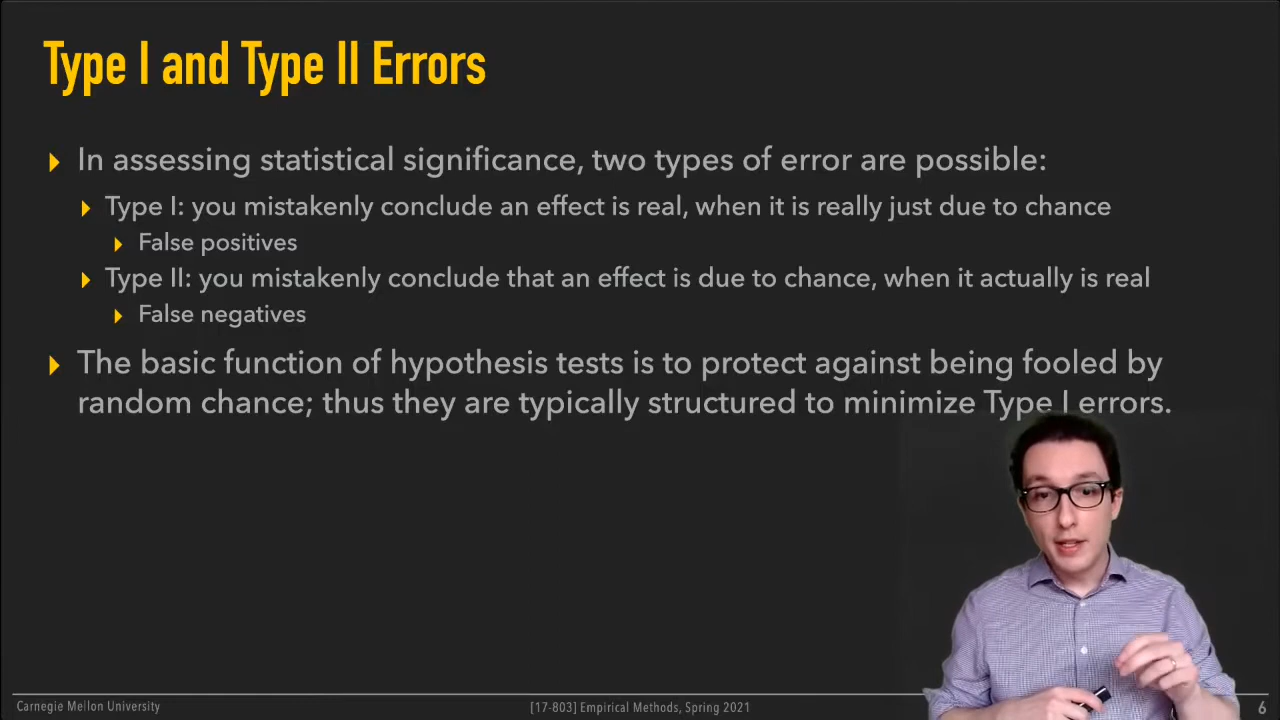 Type I and Type II Errors
In assessing statistical significance, two types of error are possible:
Type I: you mistakenly conclude an effect is real, when it is really just due to chance
False positives
Type II: you mistakenly conclude that an effect is due to chance, when it actually is real
False negatives
The basic function of hypothesis tests is to protect against being fooled by
random chance; thus they are typically structured to minimize Type I errors.
Carnegie Mellon University
[17-803] Empirical Methods, Spring 2021
6